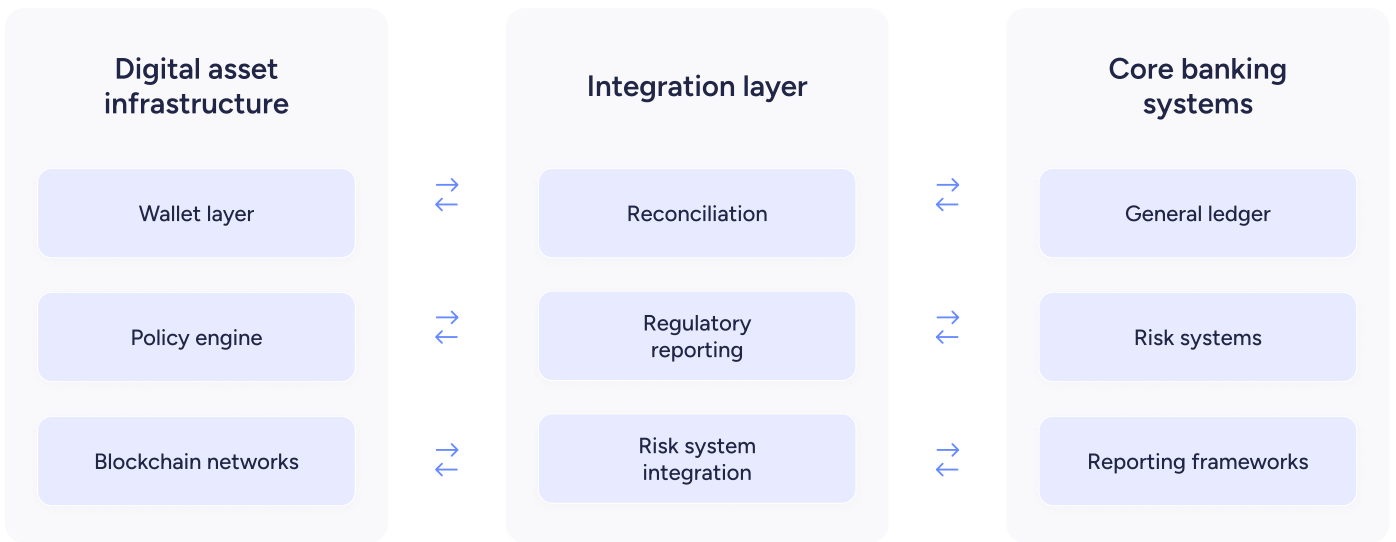 Digital asset
infrastructure
Wallet layer
Policy engine
Blockchain networks
Integration layer
Reconciliation
Regulatory
reporting
Risk system
integration
Core banking
systems
General ledger
Risk systems
Reporting frameworks